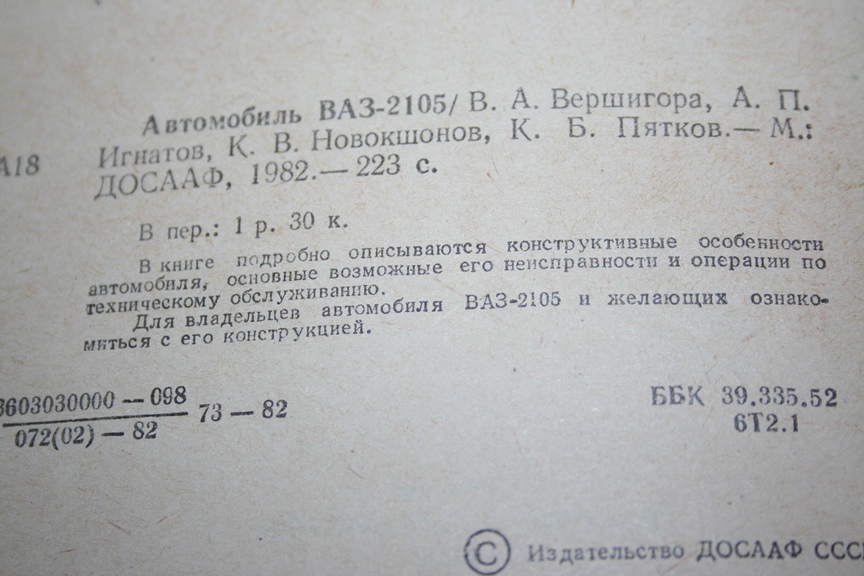 Автомобиль ВАЗ-2105/ В. А. Вершигора, А. П.
А18 Игнатов, К. В. Новокшонов, К. Б. Пятков.— М.:
ДОСААФ, 1982.— 223 с.
В пер.: 1 р. 30 к.
В книге подробно описываются конструктивные особенности
автомобиля, основные возможные его неисправности и операции по
техническому обслуживанию.
Для владельцев автомобиля ВАЗ-2105 и желающих ознако-
миться с его конструкцией.
3603030000 — 098
072(02) — 82
73 — 82
ББК 39.335.52
6Т2.1
© Издательство ДОСААФ СССР